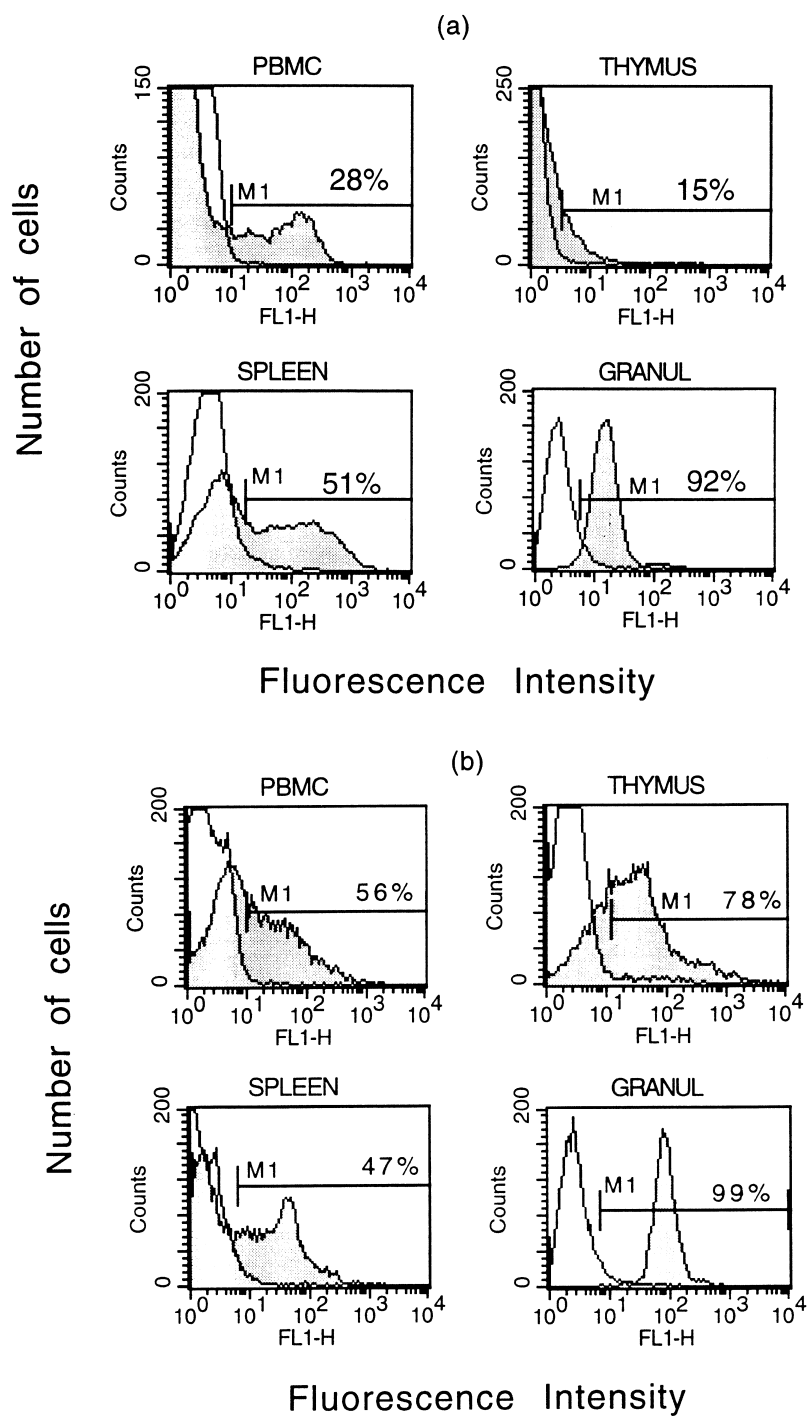 (a)
PBMC
THYMUS
150
Counts
0
M1
28%
10^0 10^1 10^2 10^3 10^4
FL1-H
250
Counts
0
M1
15%
10^0 10^1 10^2 10^3 10^4
FL1-H
Number of cells
SPLEEN
GRANUL
200
Counts
0
M1
51%
10^0 10^1 10^2 10^3 10^4
FL1-H
200
Counts
0
M1
92%
10^0 10^1 10^2 10^3 10^4
FL1-H
Fluorescence Intensity
(b)
PBMC
THYMUS
200
Counts
0
M1
56%
10^0 10^1 10^2 10^3 10^4
FL1-H
200
Counts
0
M1
78%
10^0 10^1 10^2 10^3 10^4
FL1-H
Number of cells
SPLEEN
GRANUL
200
Counts
0
M1
47%
10^0 10^1 10^2 10^3 10^4
FL1-H
200
Counts
0
M1
99%
10^0 10^1 10^2 10^3 10^4
FL1-H
Fluorescence Intensity